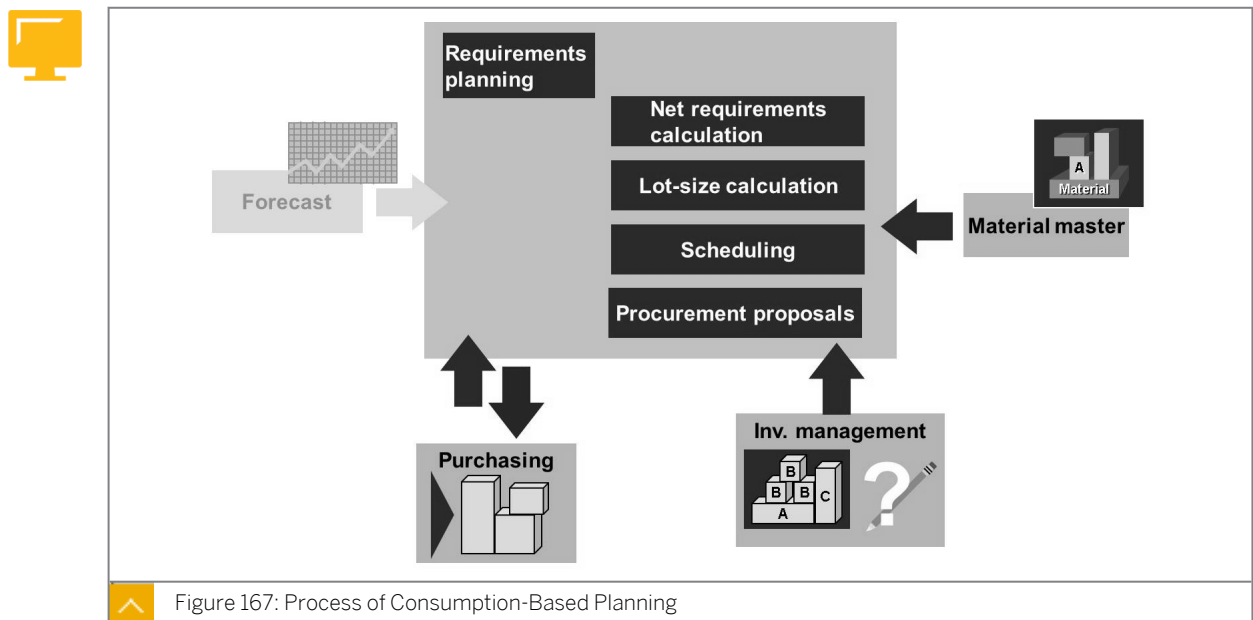 Requirements
planning
Net requirements
calculation
Lot-size calculation
Scheduling
Procurement proposals
Forecast
A
Material
Material master
Purchasing
Inv. management
B
B B C
A
?
Figure 167: Process of Consumption-Based Planning